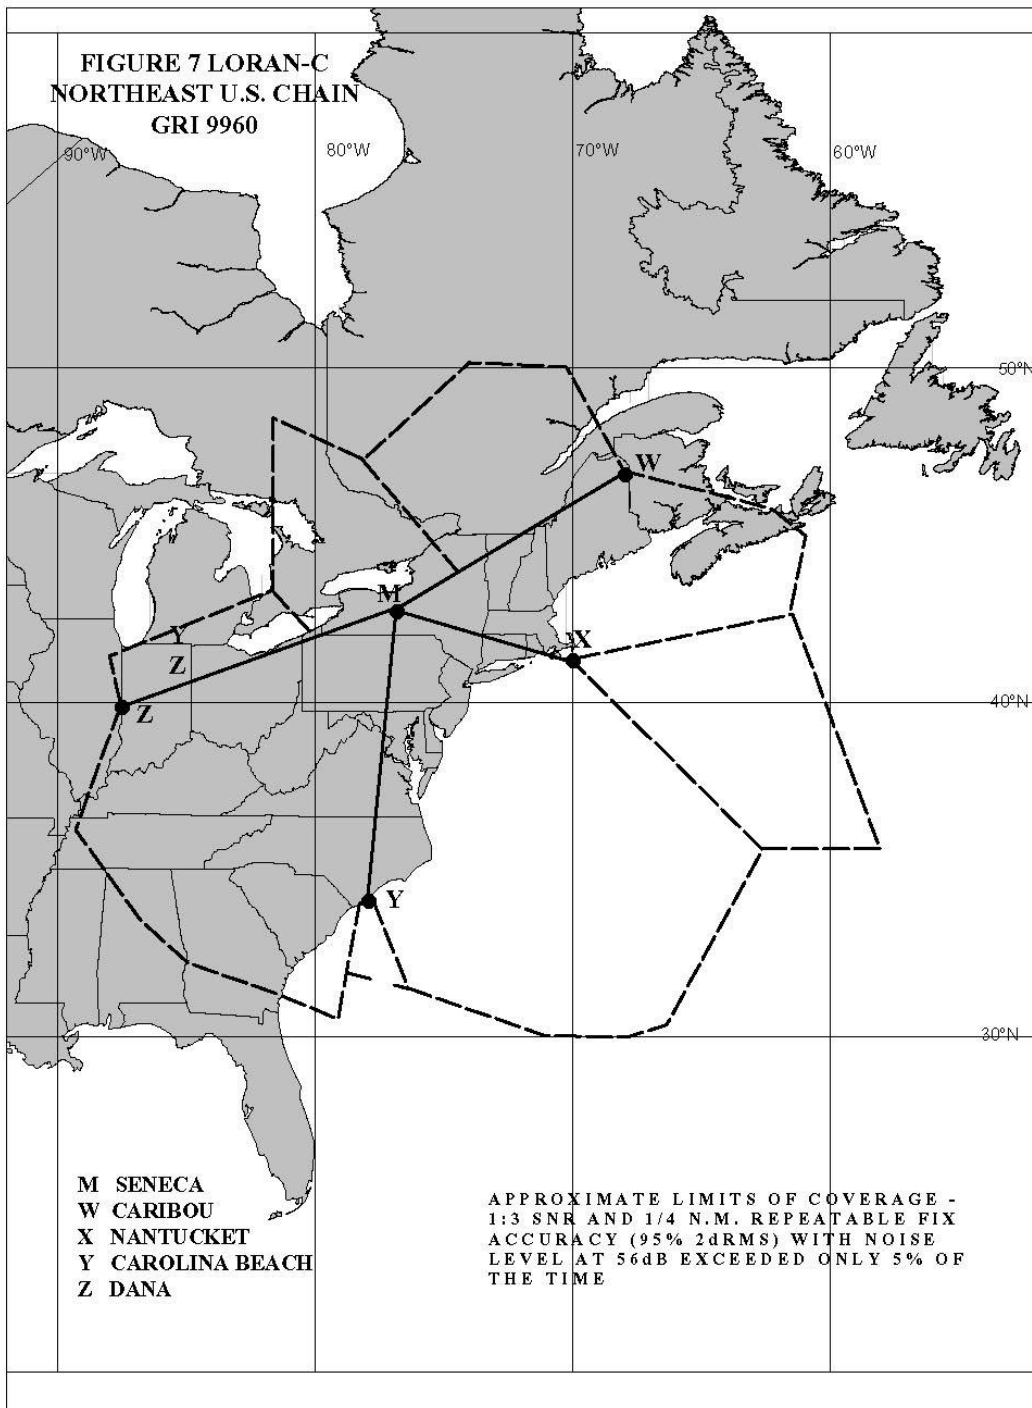 FIGURE 7 LORAN-C
NORTHEAST U.S. CHAIN
GRI 9960
90°W
80°W
70°W
60°W
50°N
W
M
Y
X
Z
Z
40°N
Y
30°N
M SENECA
W CARIBOU
X NANTUCKET
Y CAROLINA BEACH
Z DANA
APPROXIMATE LIMITS OF COVERAGE -
1:3 SNR AND 1/4 N.M. REPEATABLE FIX
ACCURACY (95% 2dRMS) WITH NOISE
LEVEL AT 56dB EXCEEDED ONLY 5% OF
THE TIME